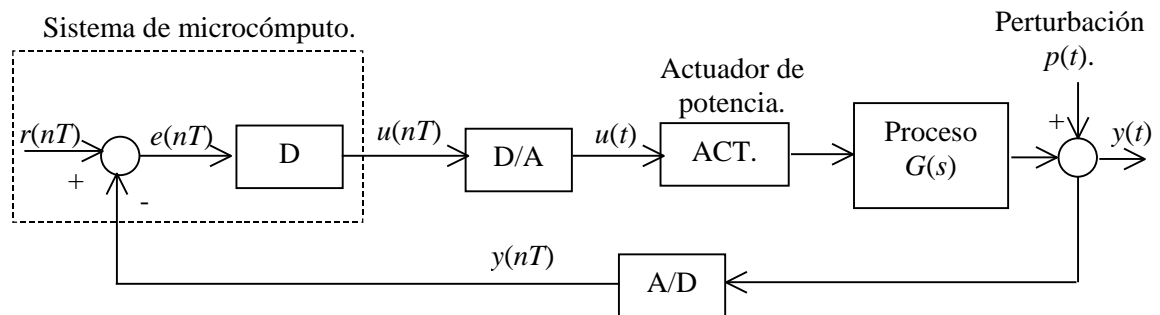 Sistema de microcómputo.
Perturbación
p(t).
Actuador de
potencia.
r(nT)
e(nT)
D
u(nT)
D/A
u(t)
ACT.
Proceso
G(s)
+
y(t)
+
-
y(nT)
A/D